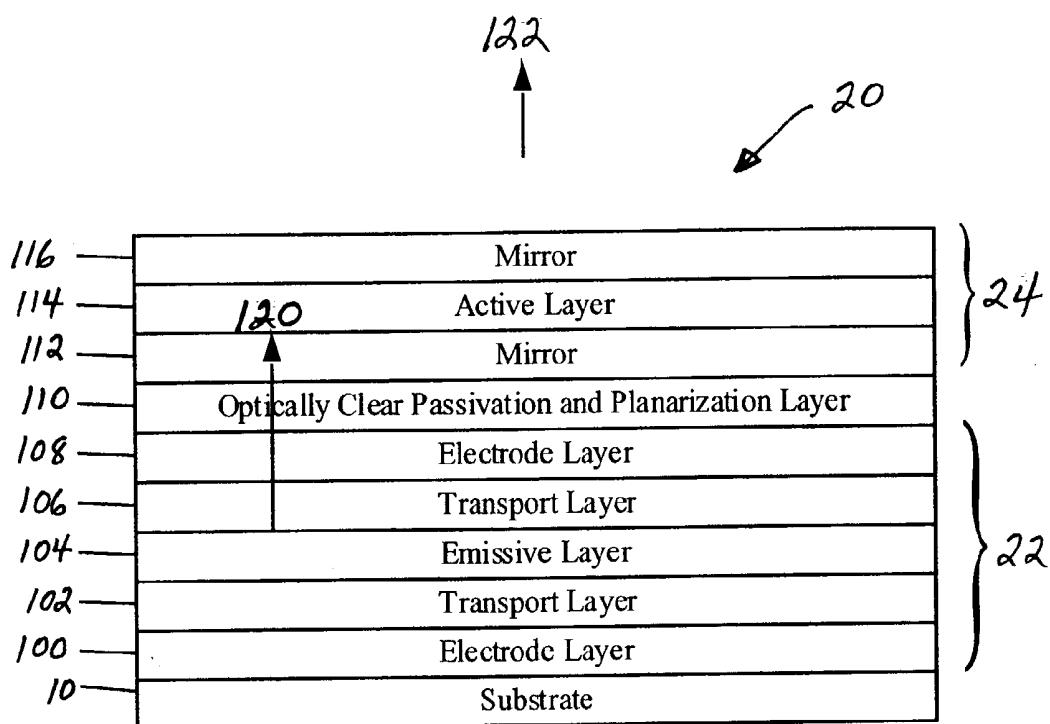 122
20
116 Mirror
114 Active Layer 24
120
112 Mirror
110 Optically Clear Passivation and Planarization Layer
108 Electrode Layer
106 Transport Layer
104 Emissive Layer 22
102 Transport Layer
100 Electrode Layer
10 Substrate